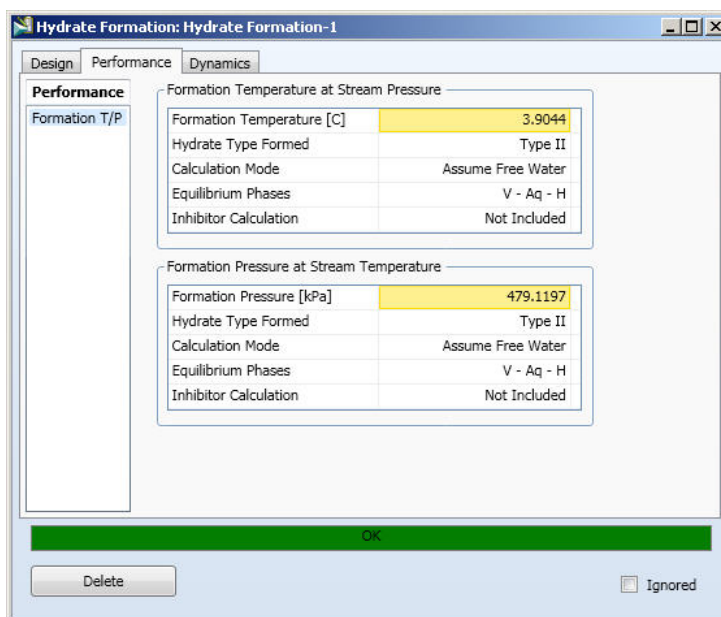 Hydrate Formation: Hydrate Formation-1
Design Performance Dynamics
Performance
Formation T/P
Formation Temperature at Stream Pressure
Formation Temperature [C] 3.9044
Hydrate Type Formed Type II
Calculation Mode Assume Free Water
Equilibrium Phases V - Aq - H
Inhibitor Calculation Not Included
Formation Pressure at Stream Temperature
Formation Pressure [kPa] 479.1197
Hydrate Type Formed Type II
Calculation Mode Assume Free Water
Equilibrium Phases V - Aq - H
Inhibitor Calculation Not Included
OK
Delete Ignored